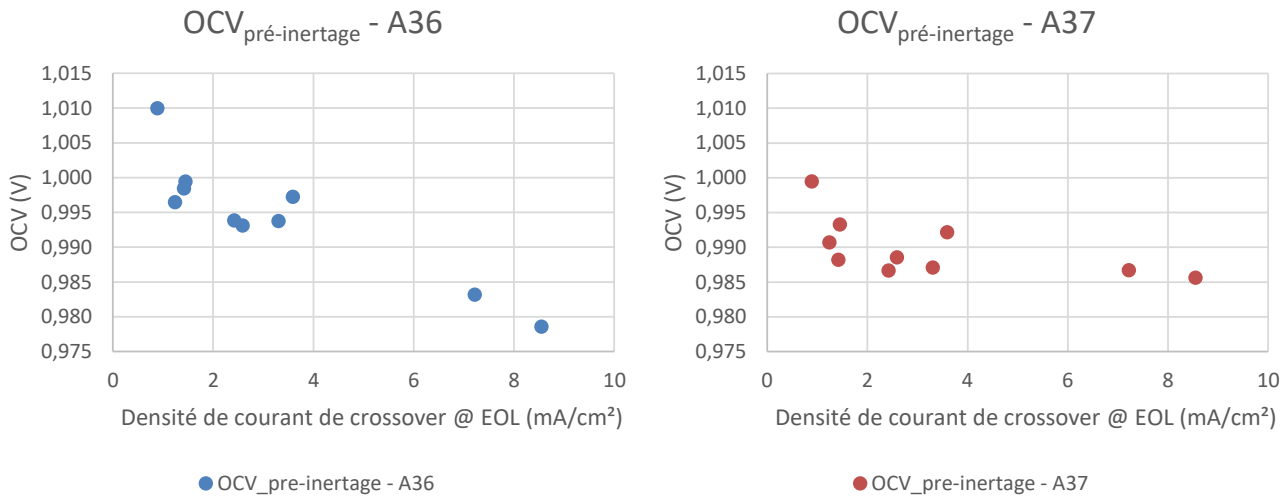 OCVpré-inertage - A36
1,015
1,010
1,005
1,000
0,995
0,990
0,985
0,980
0,975
OCV (V)
0 2 4 6 8 10
Densité de courant de crossover @ EOL (mA/cm²)
OCV_pre-inertage - A36
OCVpré-inertage - A37
1,015
1,010
1,005
1,000
0,995
0,990
0,985
0,980
0,975
OCV (V)
0 2 4 6 8 10
Densité de courant de crossover @ EOL (mA/cm²)
OCV_pre-inertage - A37